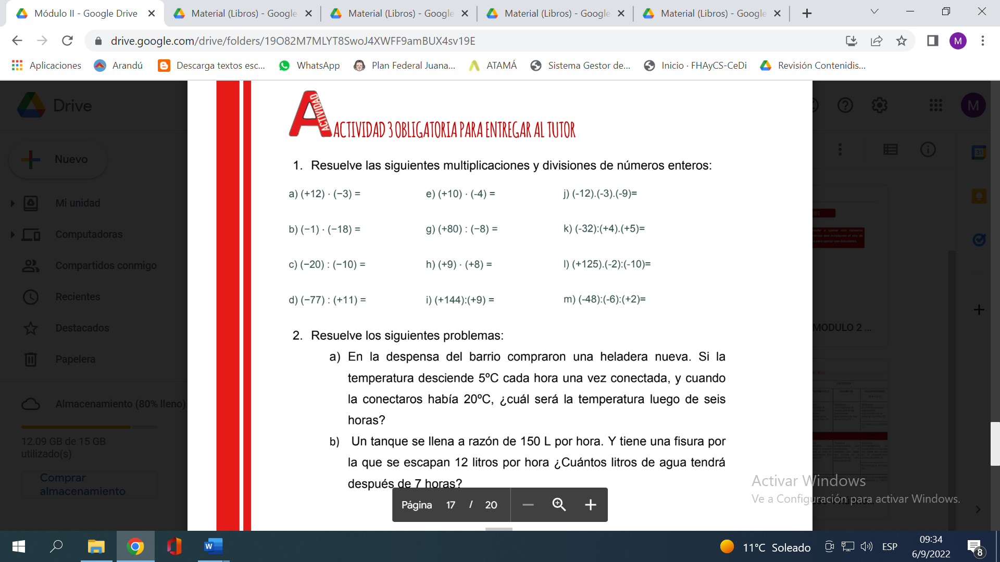 Módulo II - Google Drive
Material (Libros) - Google
Material (Libros) - Google
Material (Libros) - Google
Material (Libros) - Google
drive.google.com/drive/folders/19O82M7MLYT8SwoJ4XWFF9amBUX4sv19E
M
Aplicaciones
Arandú
Descarga textos esc...
WhatsApp
Plan Federal Juana...
ATAMÁ
Sistema Gestor de...
Inicio · FHAyCS-CeDi
Revisión Contenidis...
Drive
M
Nuevo
Mi unidad
Computadoras
Compartidos conmigo
Recientes
Destacados
Papelera
Almacenamiento (80% lleno)
12.09 GB de 15 GB
utilizado(s)
Comprar
almacenamiento
ACTIVIDAD
ACTIVIDAD 3 OBLIGATORIA PARA ENTREGAR AL TUTOR
1. Resuelve las siguientes multiplicaciones y divisiones de números enteros:
a) (+12) · (−3) = e) (+10) · (-4) = j) (-12).(-3).(-9)=
b) (−1) · (−18) = g) (+80) : (−8) = k) (-32):(+4).(+5)=
c) (−20) : (−10) = h) (+9) · (+8) = l) (+125).(-2):(-10)=
d) (−77) : (+11) = i) (+144):(+9) = m) (-48):(-6):(+2)=
2. Resuelve los siguientes problemas:
a) En la despensa del barrio compraron una heladera nueva. Si la
temperatura desciende 5ºC cada hora una vez conectada, y cuando
la conectaros había 20ºC, ¿cuál será la temperatura luego de seis
horas?
b) Un tanque se llena a razón de 150 L por hora. Y tiene una fisura por
la que se escapan 12 litros por hora ¿Cuántos litros de agua tendrá
después de 7 horas?
Página 17 / 20
31
MODULO 2 ...
Activar Windows
Ve a Configuración para activar Windows.
11°C Soleado
ESP
09:34
6/9/2022
8